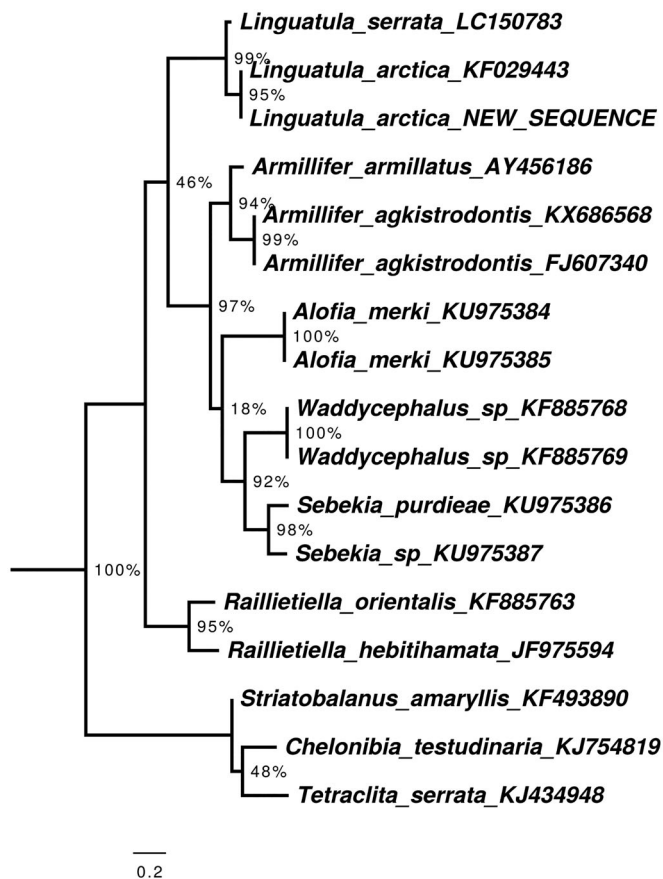 Linguatula_serrata_LC150783
99%
Linguatula_arctica_KF029443
95%
Linguatula_arctica_NEW_SEQUENCE
Armillifer_armillatus_AY456186
46%
94%
Armillifer_agkistrodontis_KX686568
99%
Armillifer_agkistrodontis_FJ607340
97%
Alofia_merki_KU975384
100%
Alofia_merki_KU975385
18%
Waddycephalus_sp_KF885768
100%
Waddycephalus_sp_KF885769
92%
Sebekia_purdieae_KU975386
98%
Sebekia_sp_KU975387
100%
Raillietiella_orientalis_KF885763
95%
Raillietiella_hebitihamata_JF975594
Striatobalanus_amaryllis_KF493890
Chelonibia_testudinaria_KJ754819
48%
Tetraclita_serrata_KJ434948
0.2